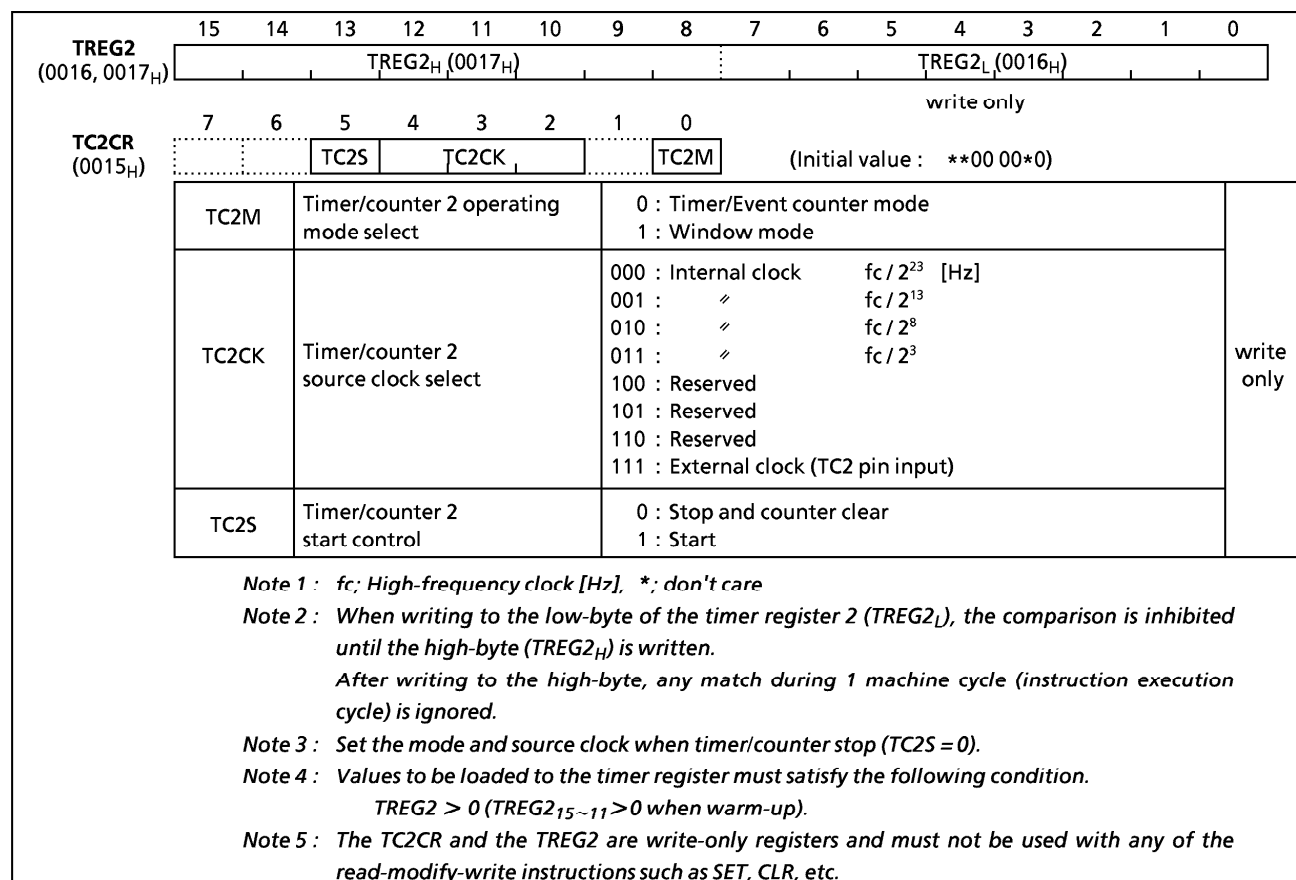 15 14 13 12 11 10 9 8 7 6 5 4 3 2 1 0
TREG2
(0016, 0017H)
TREG2H (0017H) TREG2L (0016H)
write only
7 6 5 4 3 2 1 0
TC2CR
(0015H)
TC2S TC2CK TC2M (Initial value : **00 00*0)
TC2M
Timer/counter 2 operating
mode select
0 : Timer/Event counter mode
1 : Window mode
TC2CK
Timer/counter 2
source clock select
000 : Internal clock fc / 2²³ [Hz]
001 : 〃 fc / 2¹³
010 : 〃 fc / 2⁸
011 : 〃 fc / 2³
100 : Reserved
101 : Reserved
110 : Reserved
111 : External clock (TC2 pin input)
TC2S
Timer/counter 2
start control
0 : Stop and counter clear
1 : Start
write
only
Note 1 : fc; High-frequency clock [Hz], *; don't care
Note 2 : When writing to the low-byte of the timer register 2 (TREG2L), the comparison is inhibited
until the high-byte (TREG2H) is written.
After writing to the high-byte, any match during 1 machine cycle (instruction execution
cycle) is ignored.
Note 3 : Set the mode and source clock when timer/counter stop (TC2S = 0).
Note 4 : Values to be loaded to the timer register must satisfy the following condition.
TREG2 > 0 (TREG215~11>0 when warm-up).
Note 5 : The TC2CR and the TREG2 are write-only registers and must not be used with any of the
read-modify-write instructions such as SET, CLR, etc.